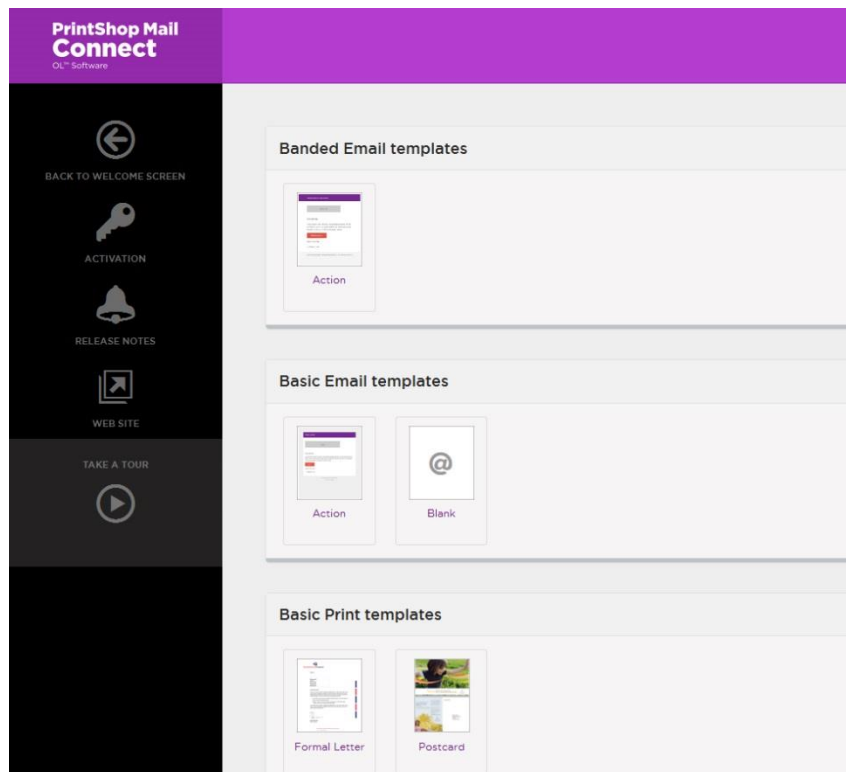 PrintShop Mail
Connect
OL™ Software
BACK TO WELCOME SCREEN
ACTIVATION
RELEASE NOTES
WEB SITE
TAKE A TOUR
Banded Email templates
Action
Basic Email templates
@
Action
Blank
Basic Print templates
Formal Letter
Postcard